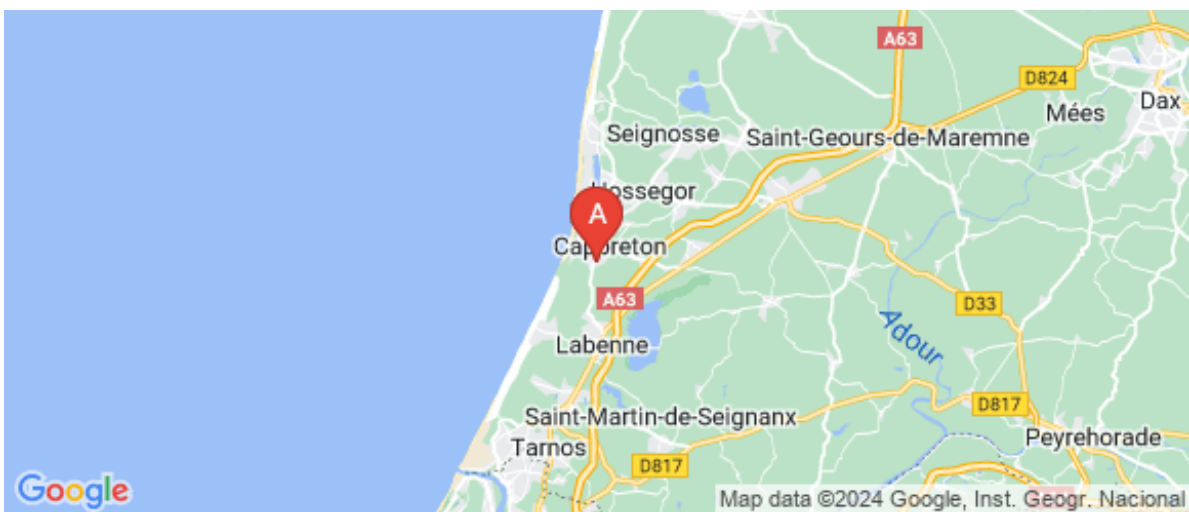 A63
D824
Mées
Dax
Seignosse
Saint-Geours-de-Maremne
Hossegor
A
Capbreton
A63
D33
Adour
Labenne
D817
Saint-Martin-de-Seignanx
Peyrehorade
Tarnos
D817
Google
Map data ©2024 Google, Inst. Geogr. Nacional